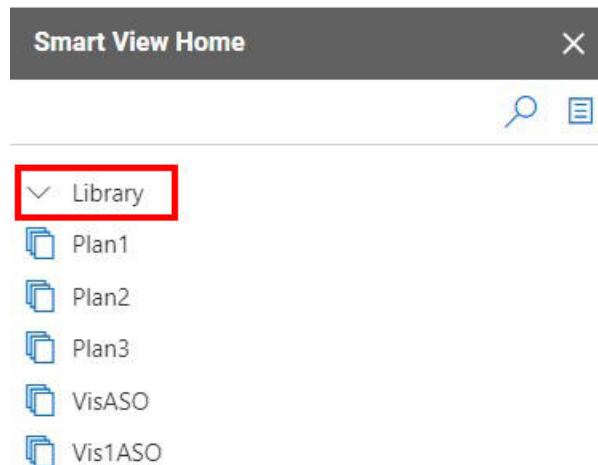 Smart View Home
Library
Plan1
Plan2
Plan3
VisASO
Vis1ASO